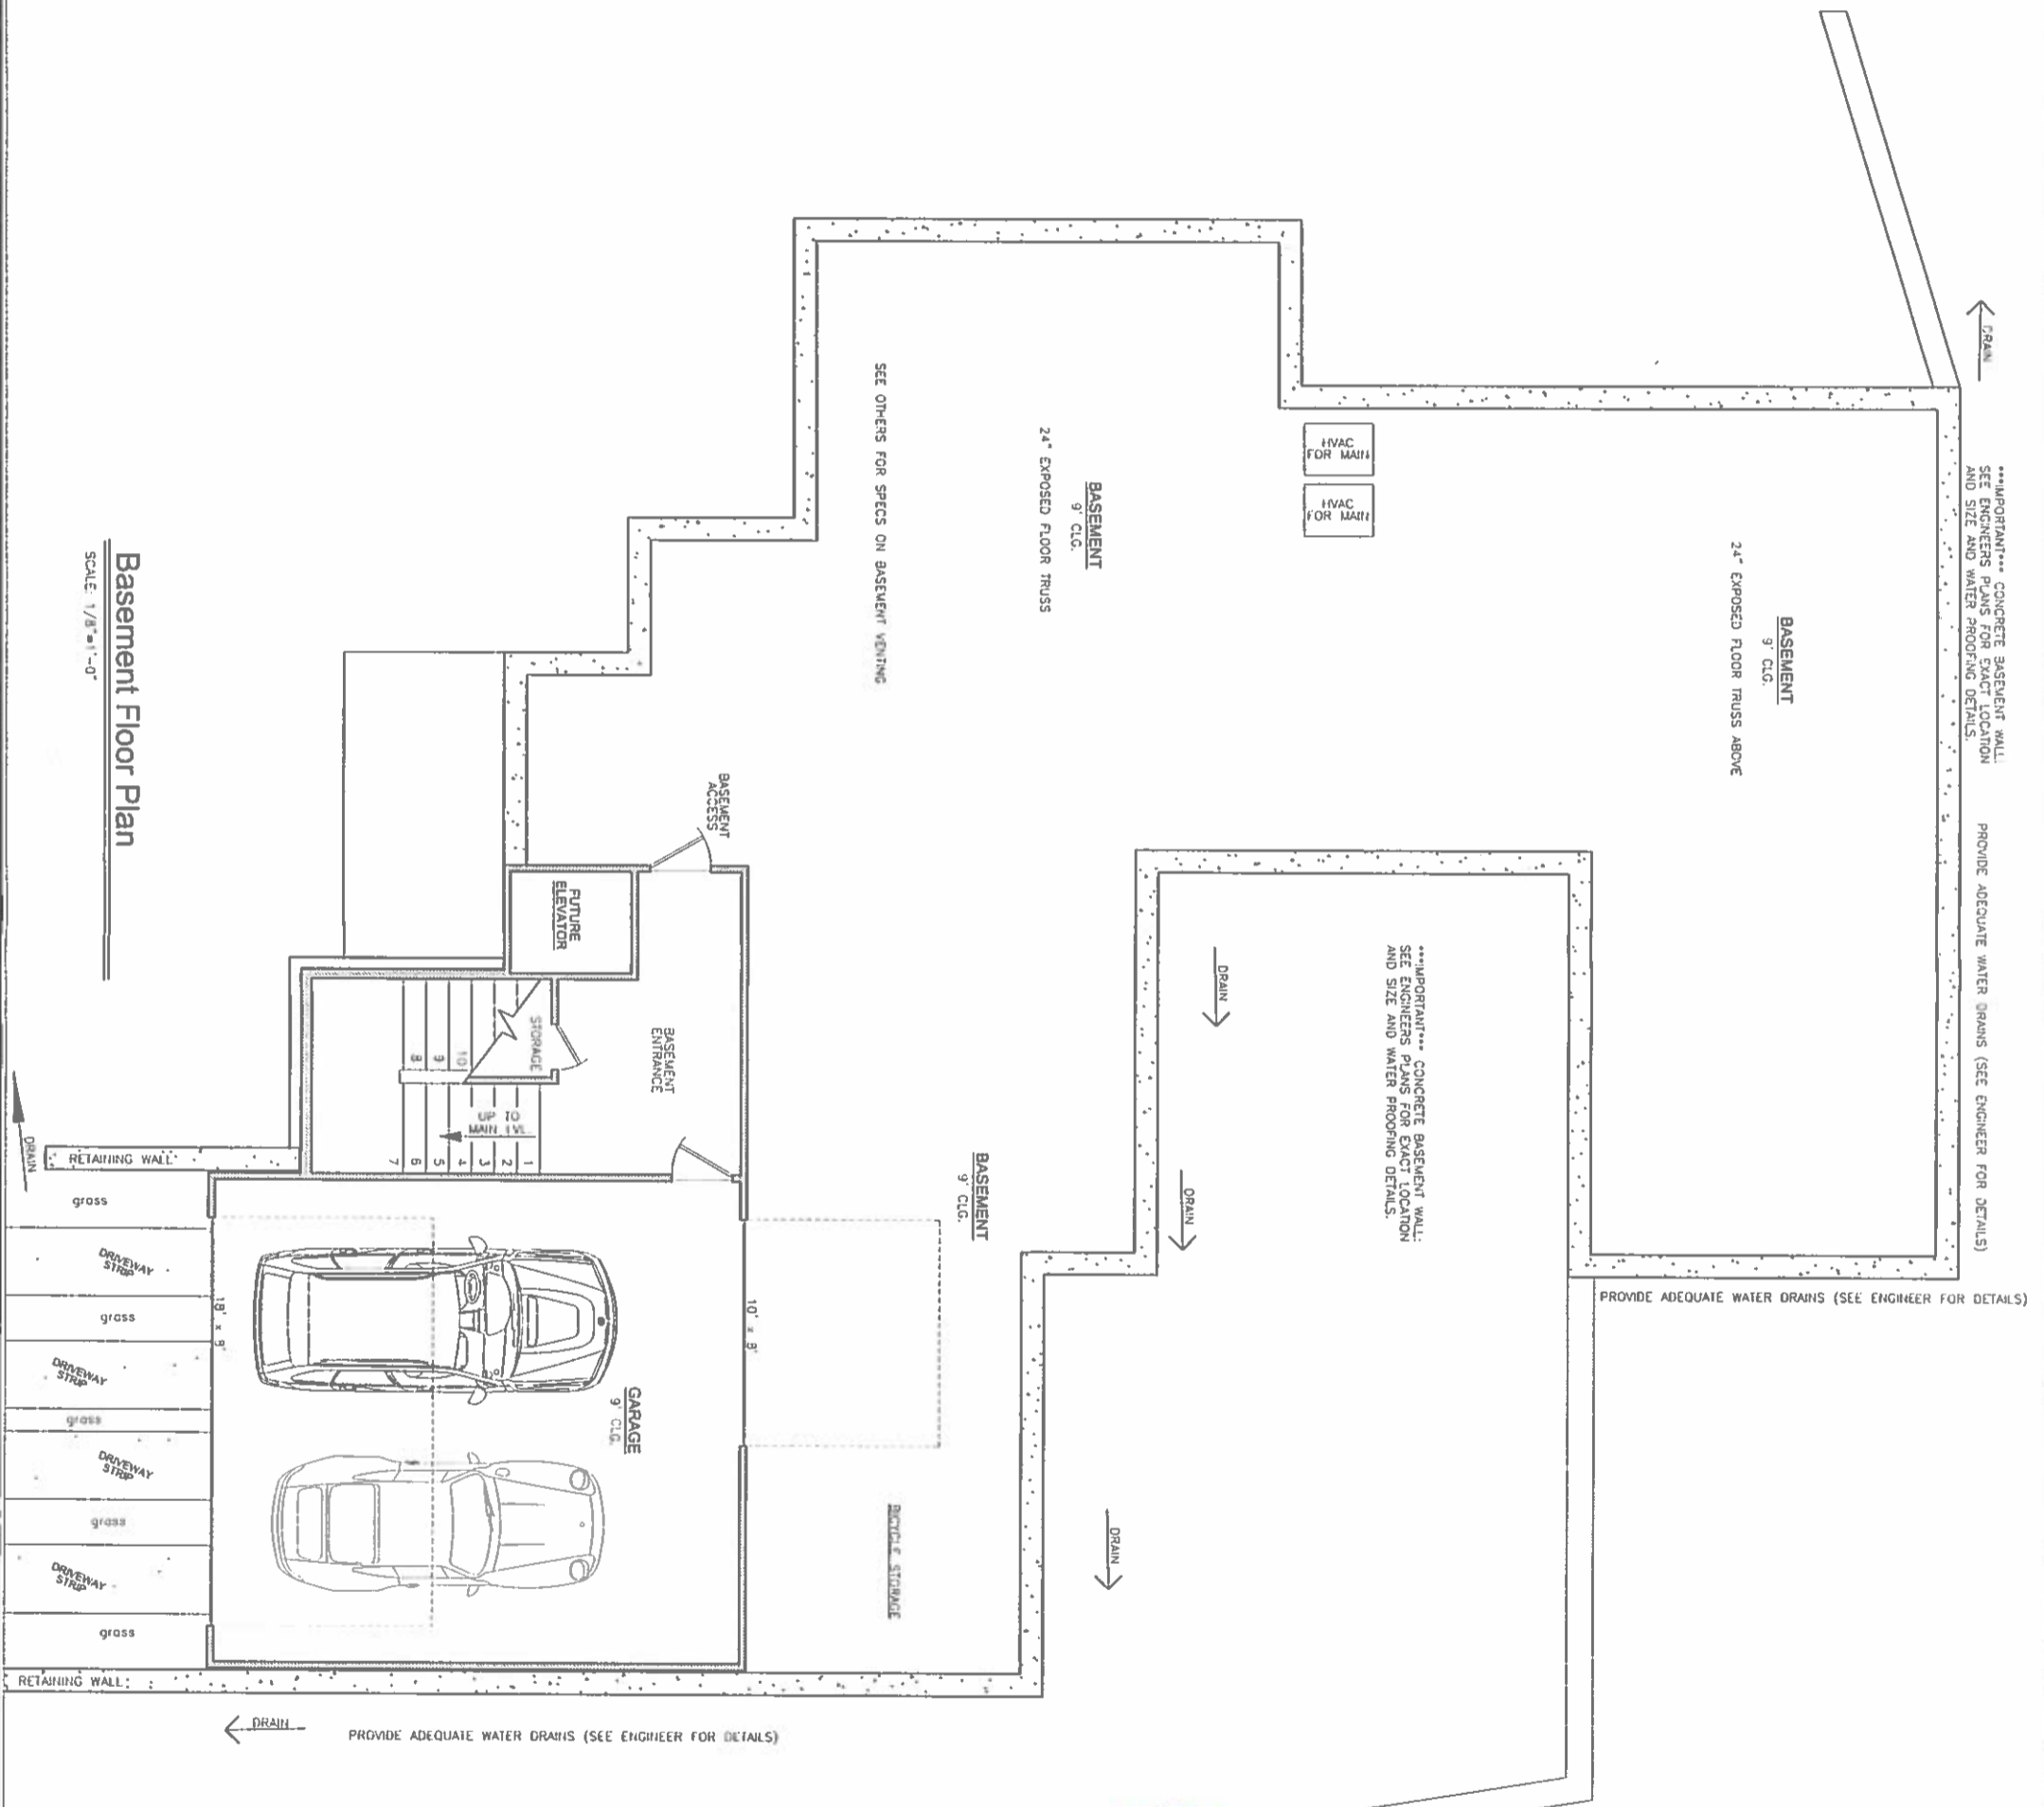 Basement Floor Plan
SCALE: 1/8"=1'-0"
DRAIN
***IMPORTANT*** CONCRETE BASEMENT WALL:
SEE ENGINEERS PLANS FOR EXACT LOCATION
AND SIZE AND WATER PROOFING DETAILS.
PROVIDE ADEQUATE WATER DRAINS (SEE ENGINEER FOR DETAILS)
BASEMENT
9' CLG.
24" EXPOSED FLOOR TRUSS ABOVE
HVAC
FOR MAIN
HVAC
FOR MAIN
BASEMENT
9' CLG.
24" EXPOSED FLOOR TRUSS
SEE OTHERS FOR SPECS ON BASEMENT VENTING
PROVIDE ADEQUATE WATER DRAINS (SEE ENGINEER FOR DETAILS)
***IMPORTANT*** CONCRETE BASEMENT WALL:
SEE ENGINEERS PLANS FOR EXACT LOCATION
AND SIZE AND WATER PROOFING DETAILS.
DRAIN
DRAIN
DRAIN
BASEMENT
ACCESS
FUTURE
ELEVATOR
STORAGE
BASEMENT
ENTRANCE
10
9
8
UP TO
MAIN LVL.
1
2
3
4
5
6
7
BASEMENT
9' CLG.
10' x 8'
BICYCLE STORAGE
GARAGE
9' CLG.
18' x 9'
DRAIN
RETAINING WALL
grass
DRIVEWAY
STRIP
grass
DRIVEWAY
STRIP
grass
DRIVEWAY
STRIP
grass
DRIVEWAY
STRIP
grass
RETAINING WALL:
DRAIN
PROVIDE ADEQUATE WATER DRAINS (SEE ENGINEER FOR DETAILS)